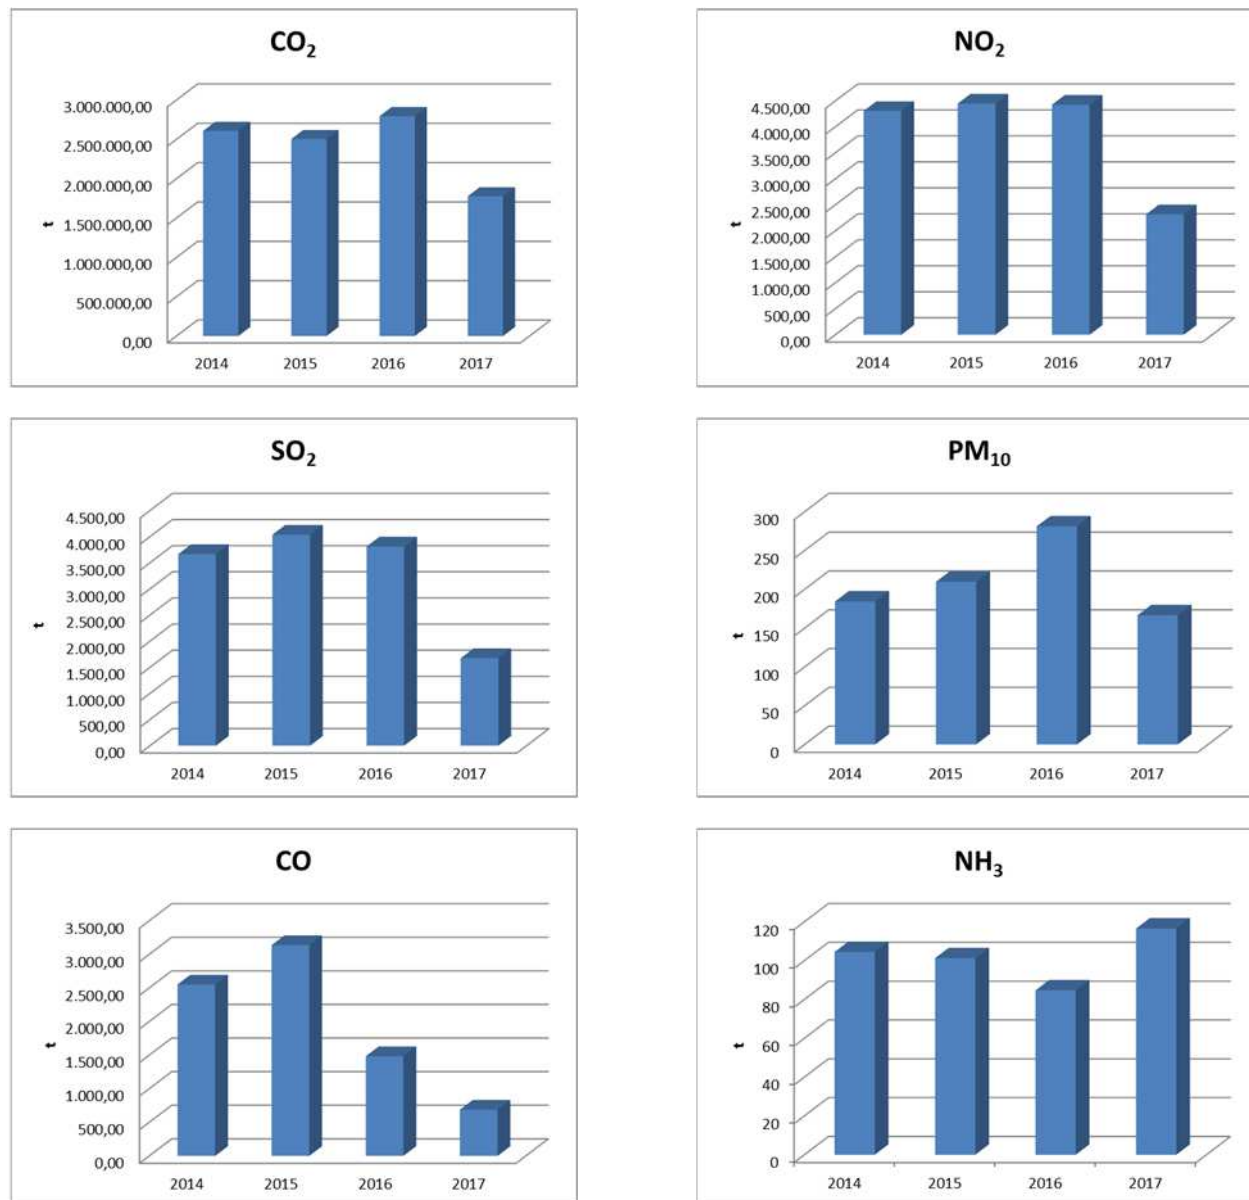 CO₂
3.000.000,00
2.500.000,00
2.000.000,00
1.500.000,00
1.000.000,00
500.000,00
0,00
t
2014 2015 2016 2017
NO₂
4.500,00
4.000,00
3.500,00
3.000,00
2.500,00
2.000,00
1.500,00
1.000,00
500,00
0,00
t
2014 2015 2016 2017
SO₂
4.500,00
4.000,00
3.500,00
3.000,00
2.500,00
2.000,00
1.500,00
1.000,00
500,00
0,00
t
2014 2015 2016 2017
PM₁₀
300
250
200
150
100
50
0
t
2014 2015 2016 2017
CO
3.500,00
3.000,00
2.500,00
2.000,00
1.500,00
1.000,00
500,00
0,00
t
2014 2015 2016 2017
NH₃
120
100
80
60
40
20
0
t
2014 2015 2016 2017